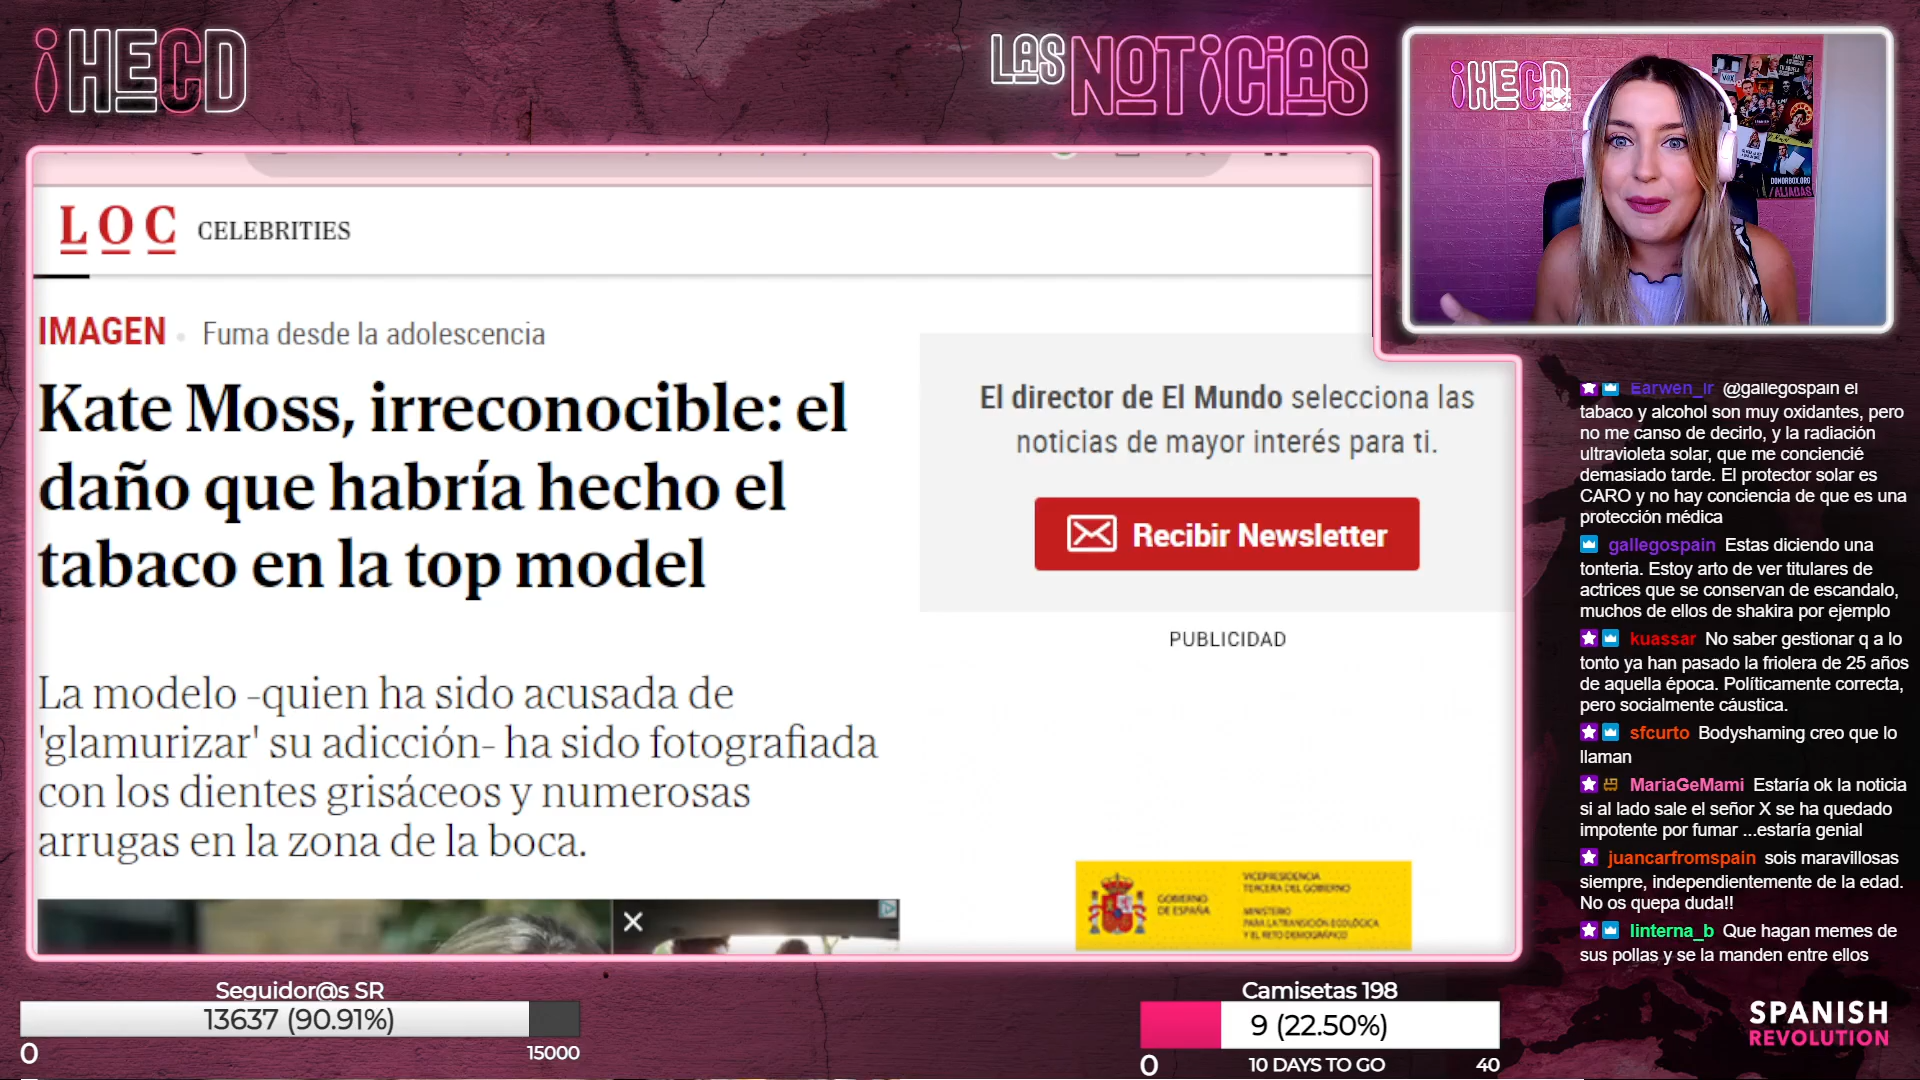 ¡HECD
LAS NOTICIAS
¡HECD
VOX
DONORBOX.ORG
/ALIADAS
LOC CELEBRITIES
IMAGEN • Fuma desde la adolescencia
Kate Moss, irreconocible: el
daño que habría hecho el
tabaco en la top model
La modelo -quien ha sido acusada de
'glamurizar' su adicción- ha sido fotografiada
con los dientes grisáceos y numerosas
arrugas en la zona de la boca.
El director de El Mundo selecciona las
noticias de mayor interés para ti.
Recibir Newsletter
PUBLICIDAD
GOBIERNO
DE ESPAÑA
VICEPRESIDENCIA
TERCERA DEL GOBIERNO
MINISTERIO
PARA LA TRANSICIÓN ECOLÓGICA
Y EL RETO DEMOGRÁFICO
Earwen_Ir @gallegospain el
tabaco y alcohol son muy oxidantes, pero
no me canso de decirlo, y la radiación
ultravioleta solar, que me conciencié
demasiado tarde. El protector solar es
CARO y no hay conciencia de que es una
protección médica
gallegospain Estas diciendo una
tonteria. Estoy arto de ver titulares de
actrices que se conservan de escandalo,
muchos de ellos de shakira por ejemplo
kuassar No saber gestionar q a lo
tonto ya han pasado la friolera de 25 años
de aquella época. Políticamente correcta,
pero socialmente cáustica.
sfcurto Bodyshaming creo que lo
llaman
MariaGeMami Estaría ok la noticia
si al lado sale el señor X se ha quedado
impotente por fumar ...estaría genial
juancarfromspain sois maravillosas
siempre, independientemente de la edad.
No os quepa duda!!
linterna_b Que hagan memes de
sus pollas y se la manden entre ellos
Seguidor@s SR
13637 (90.91%)
0 15000
Camisetas 198
9 (22.50%)
0 10 DAYS TO GO 40
SPANISH
REVOLUTION